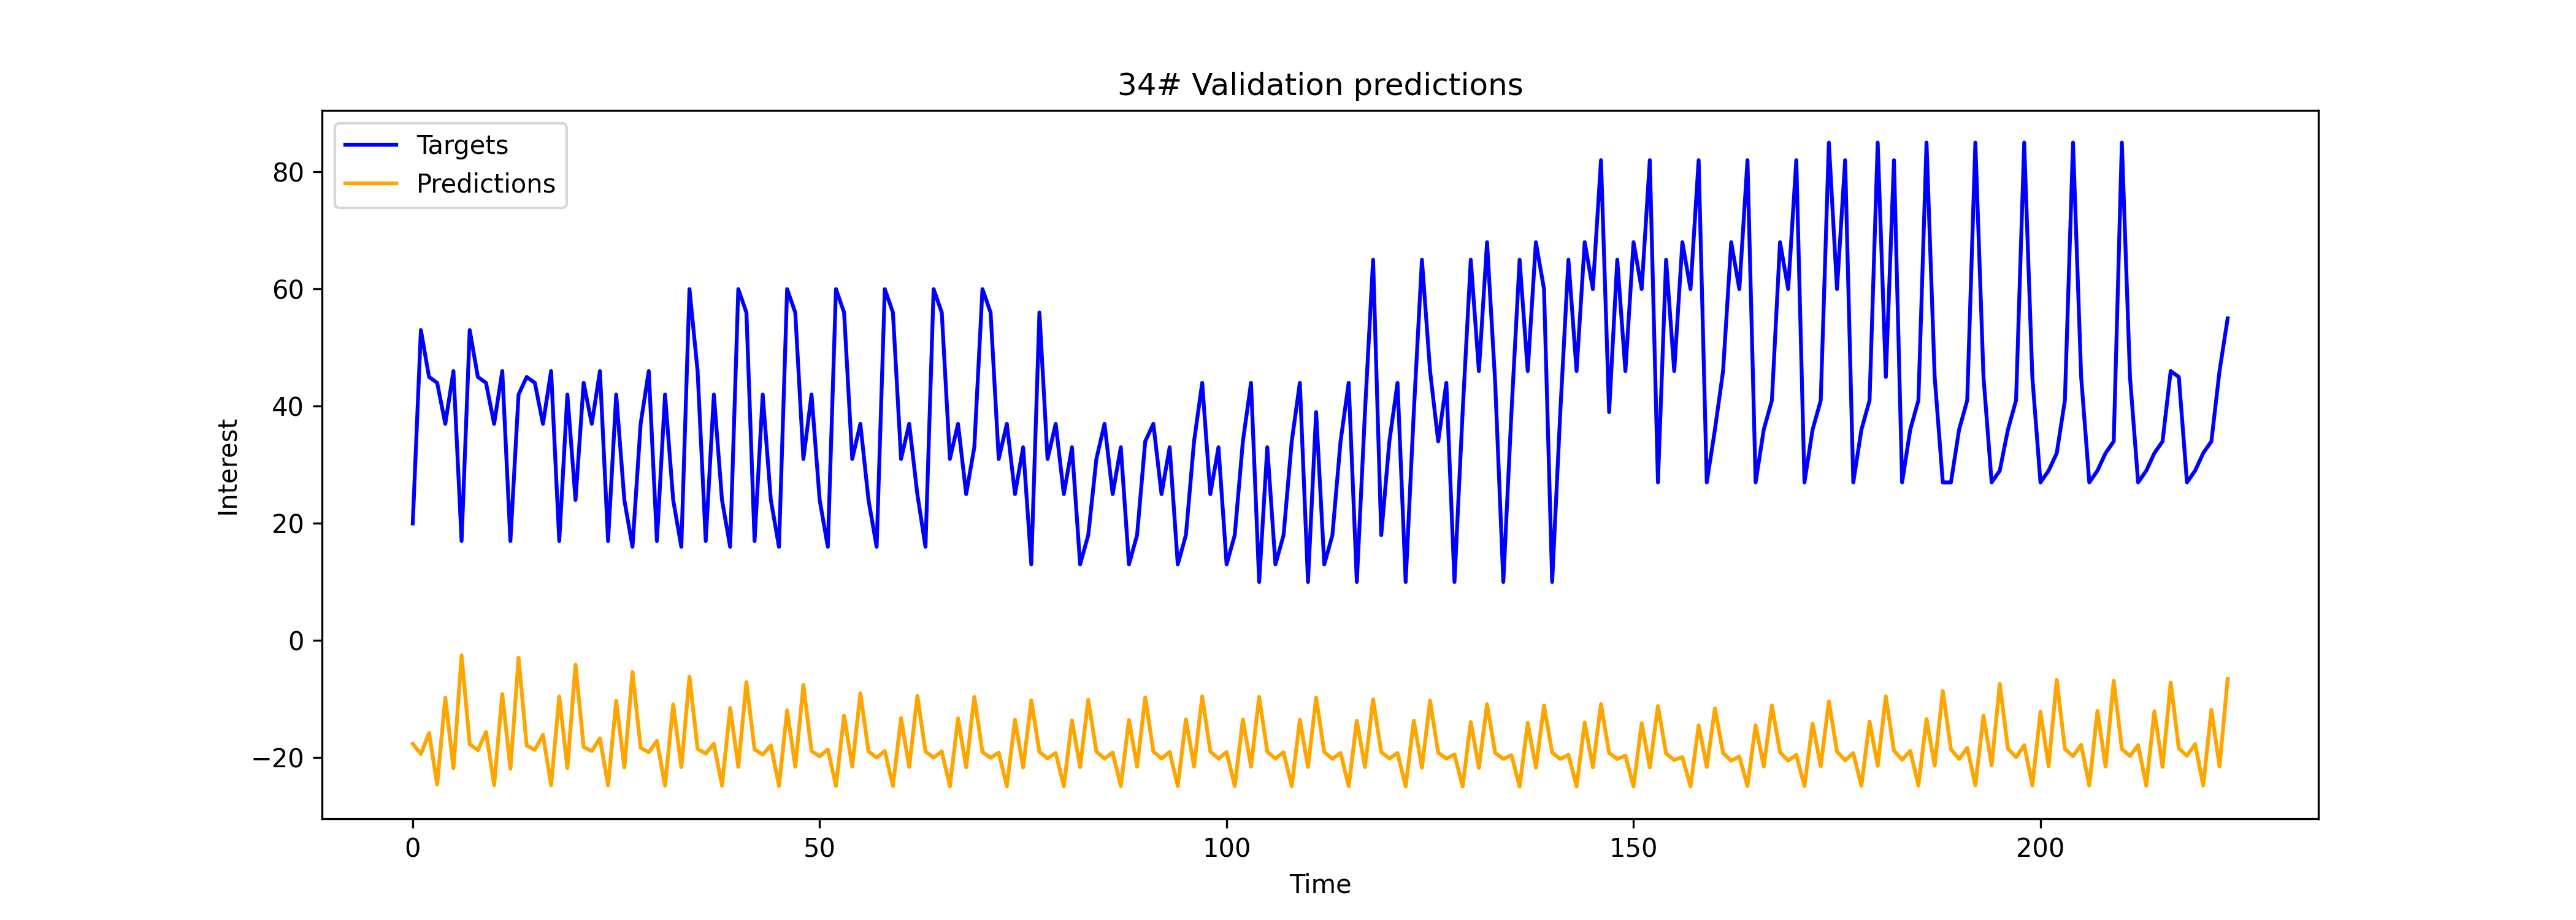 34# Validation predictions
Targets
Predictions
Interest
80
60
40
20
0
−20
0
50
100
150
200
Time